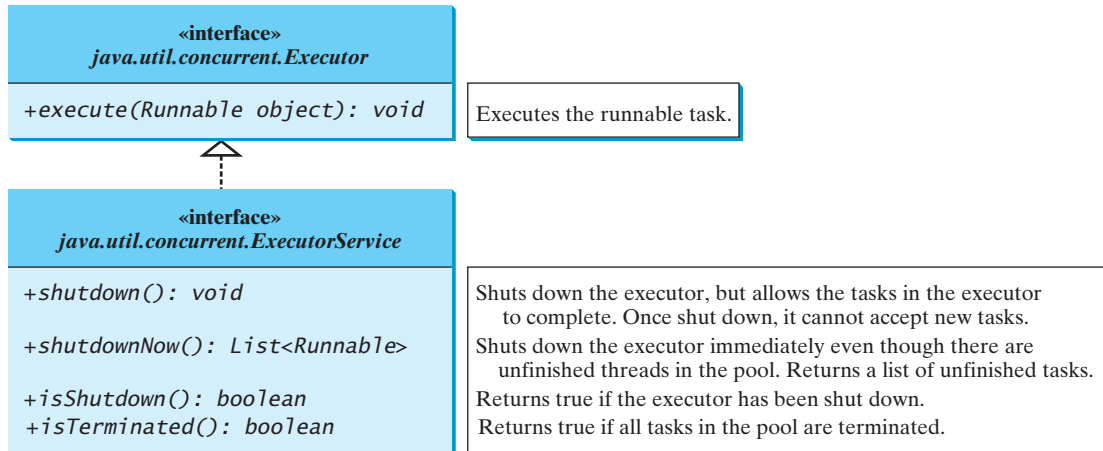 «interface»
java.util.concurrent.Executor
+execute(Runnable object): void
Executes the runnable task.
«interface»
java.util.concurrent.ExecutorService
+shutdown(): void
Shuts down the executor, but allows the tasks in the executor
to complete. Once shut down, it cannot accept new tasks.
+shutdownNow(): List<Runnable>
Shuts down the executor immediately even though there are
unfinished threads in the pool. Returns a list of unfinished tasks.
+isShutdown(): boolean
Returns true if the executor has been shut down.
+isTerminated(): boolean
Returns true if all tasks in the pool are terminated.